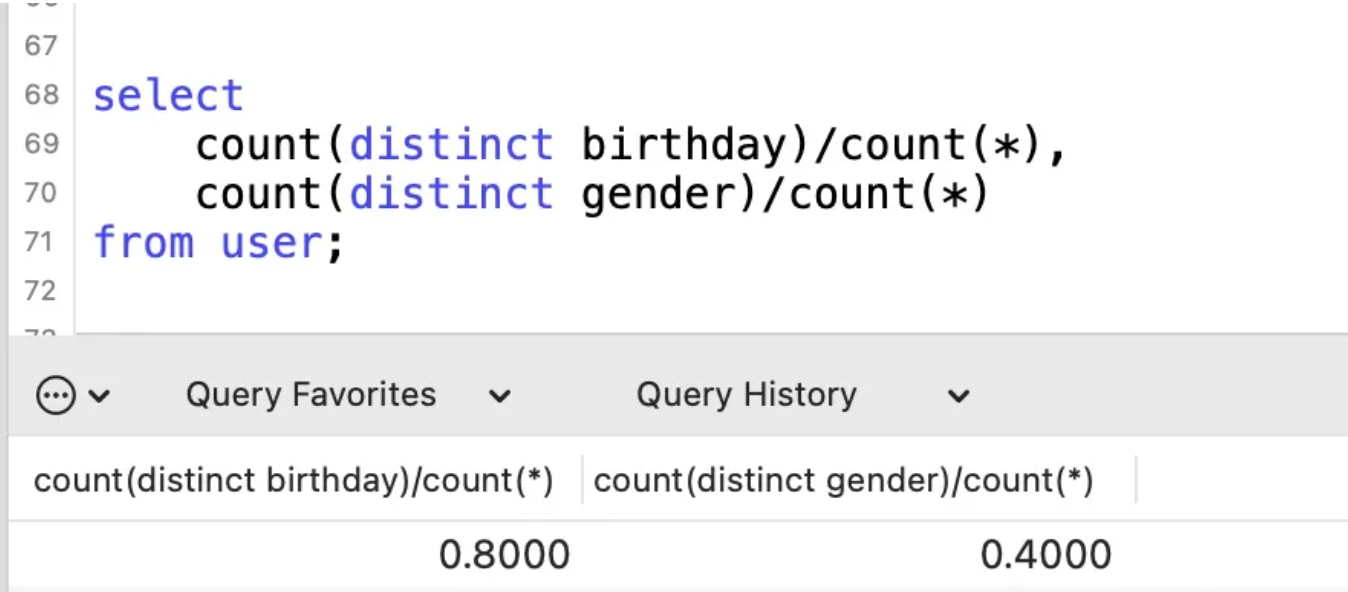 67
68 select
69 count(distinct birthday)/count(*),
70 count(distinct gender)/count(*)
71 from user;
72
Query Favorites Query History
count(distinct birthday)/count(*) count(distinct gender)/count(*)
0.8000 0.4000